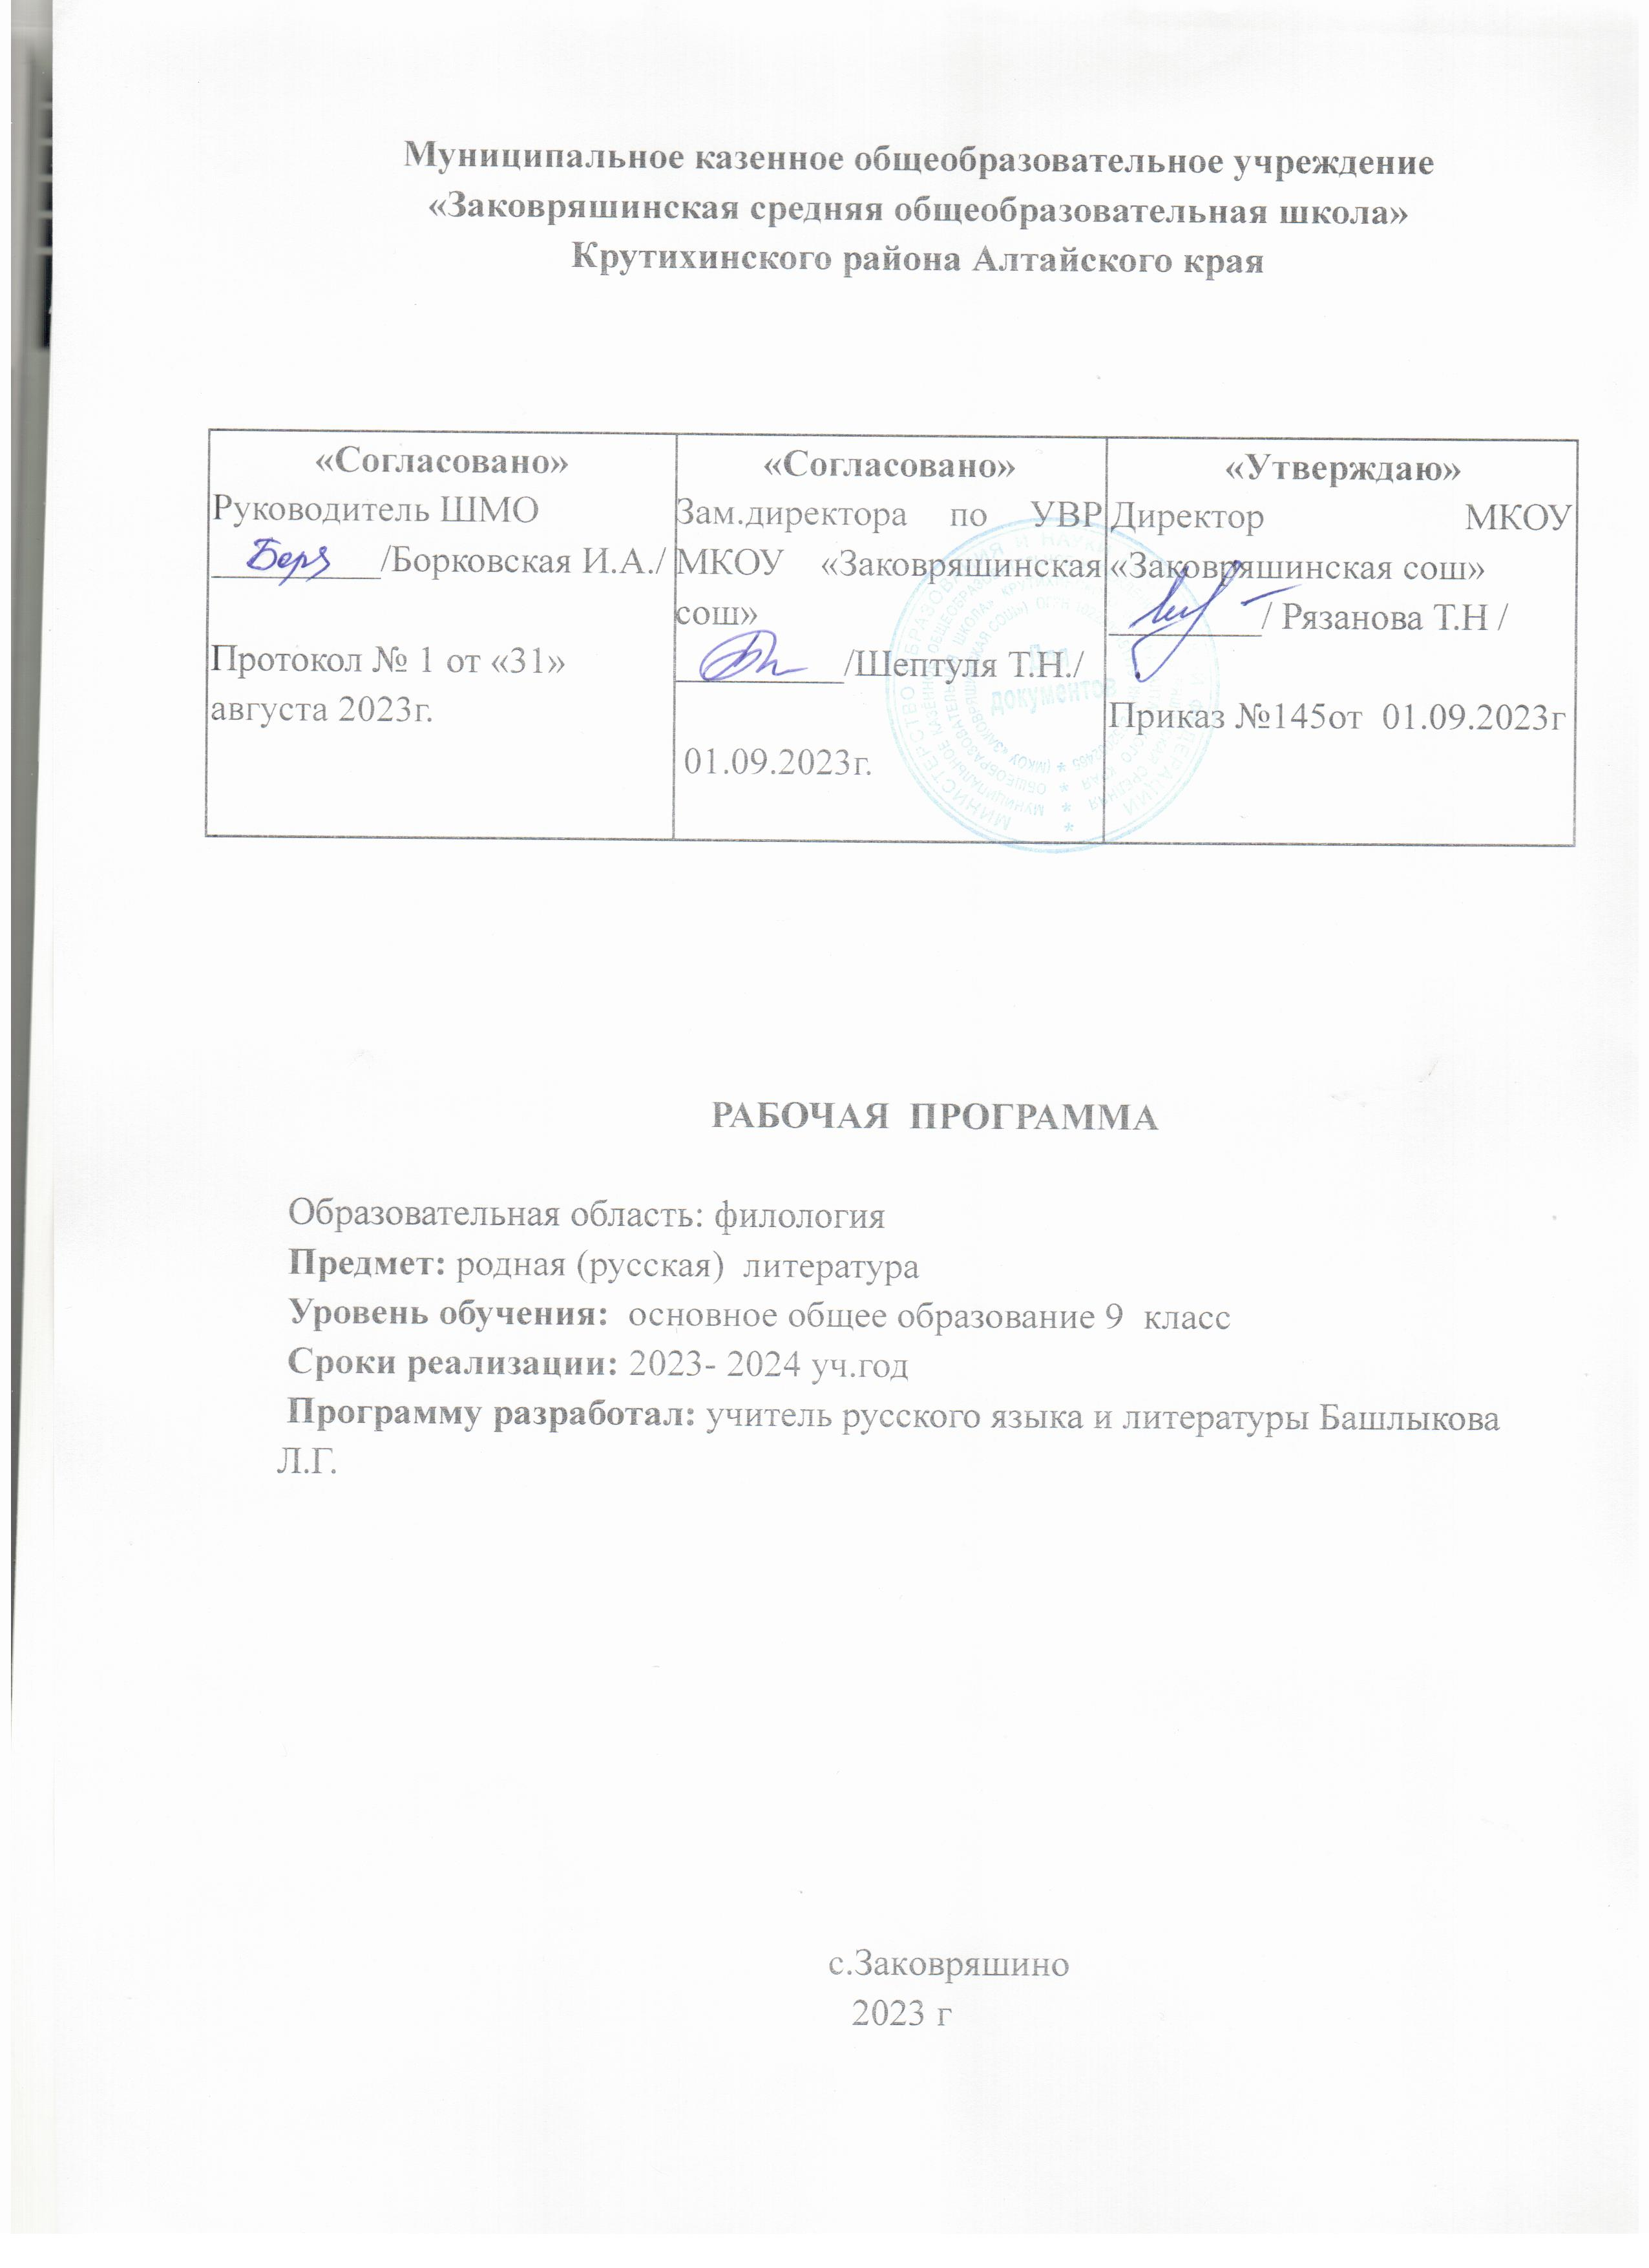 Муниципальное казенное общеобразовательное учреждение
«Заковряшинская средняя общеобразовательная школа»
Крутихинского района Алтайского края
«Согласовано»
Руководитель ШМО
/Борковская И.А./
Протокол № 1 от «31»
августа 2023г.
«Согласовано»
Зам.директора по УВР
МКОУ «Заковряшинская
сош»
/Шептуля Т.Н./
01.09.2023г.
«Утверждаю»
Директор МКОУ
«Заковряшинская сош»
/ Рязанова Т.Н /
Приказ №145от 01.09.2023г
документов
РАБОЧАЯ ПРОГРАММА
Образовательная область: филология
Предмет: родная (русская) литература
Уровень обучения: основное общее образование 9 класс
Сроки реализации: 2023- 2024 уч.год
Программу разработал: учитель русского языка и литературы Башлыкова
Л.Г.
с.Заковряшино
2023 г